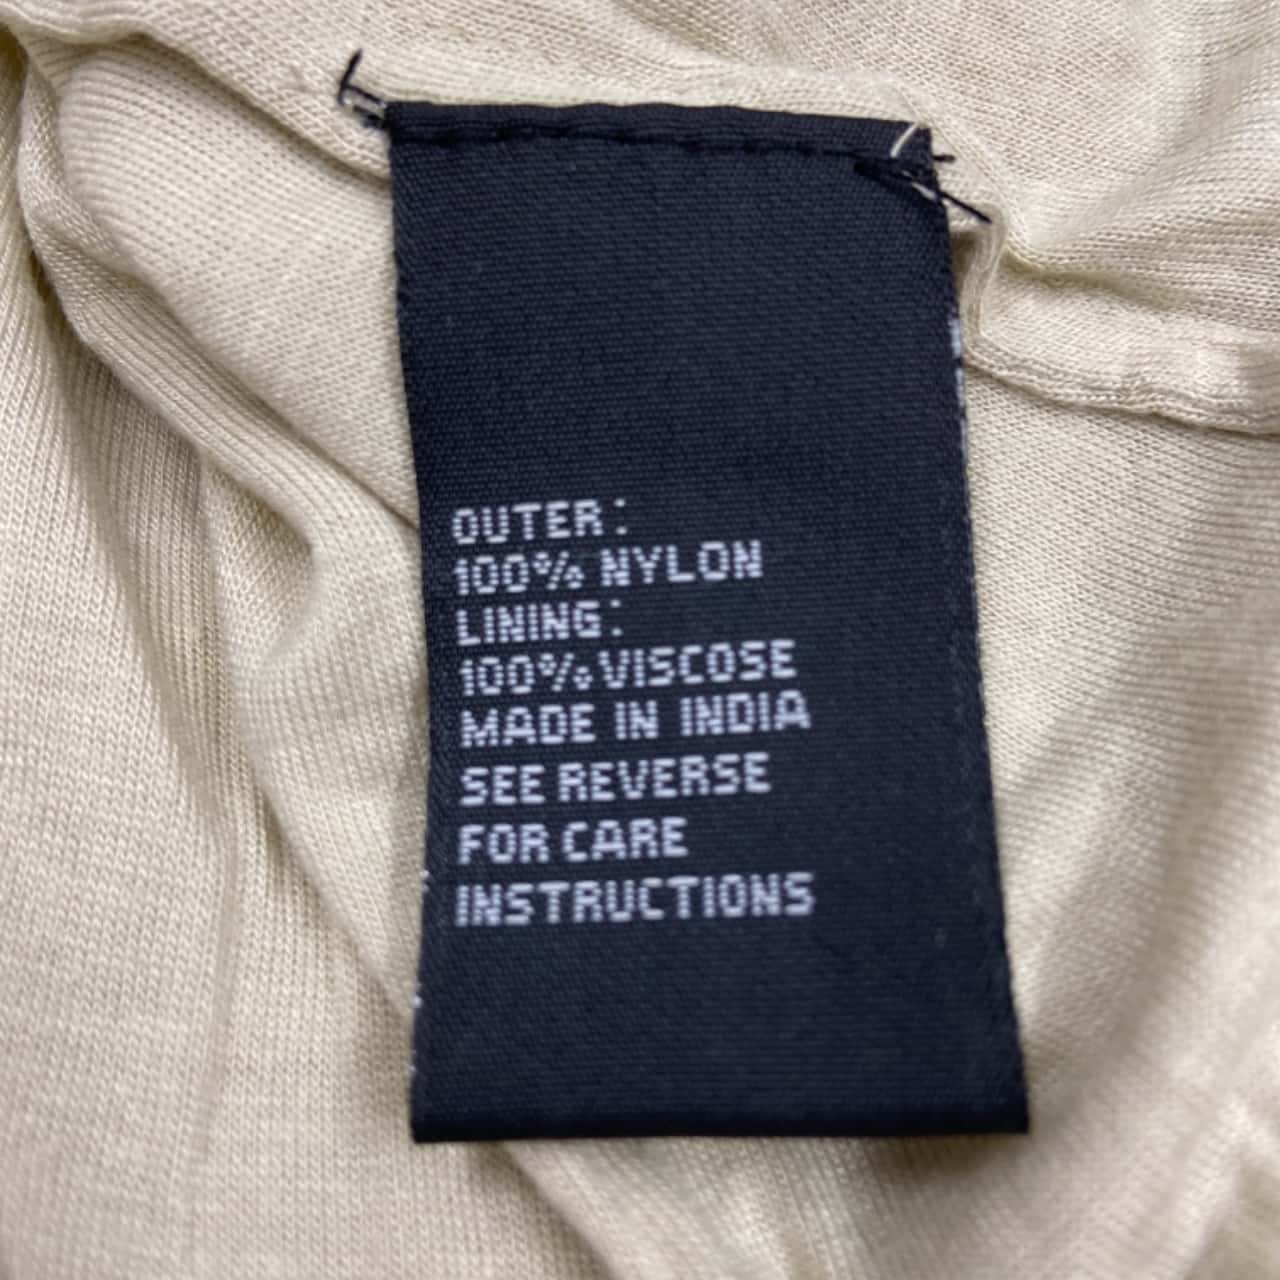 OUTER:
100% NYLON
LINING:
100% VISCOSE
MADE IN INDIA
SEE REVERSE
FOR CARE
INSTRUCTIONS